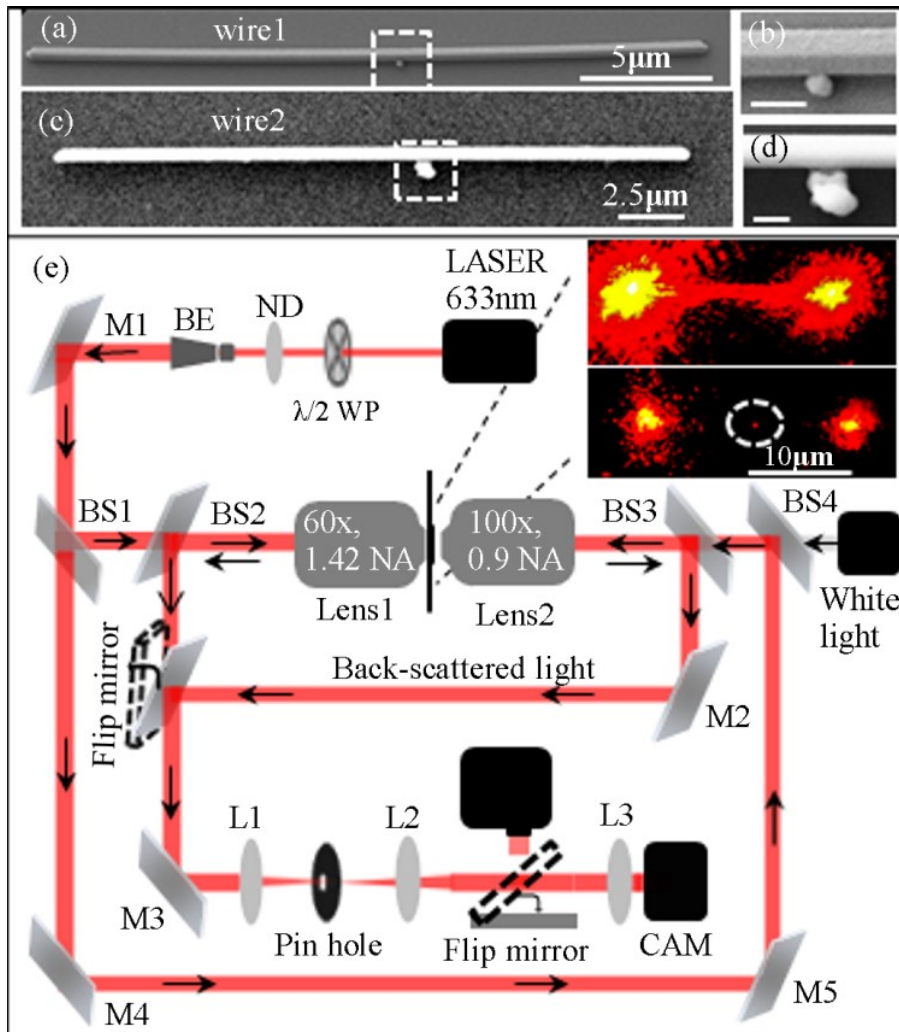 (a)
wire1
5μm
(b)
(c)
wire2
2.5μm
(d)
(e)
LASER
633nm
M1
BE
ND
λ/2 WP
10μm
BS1
BS2
60x,
1.42 NA
100x,
0.9 NA
BS3
BS4
Lens1
Lens2
White
light
Flip mirror
Back-scattered light
M2
L1
L2
L3
M3
Pin hole
Flip mirror
CAM
M4
M5